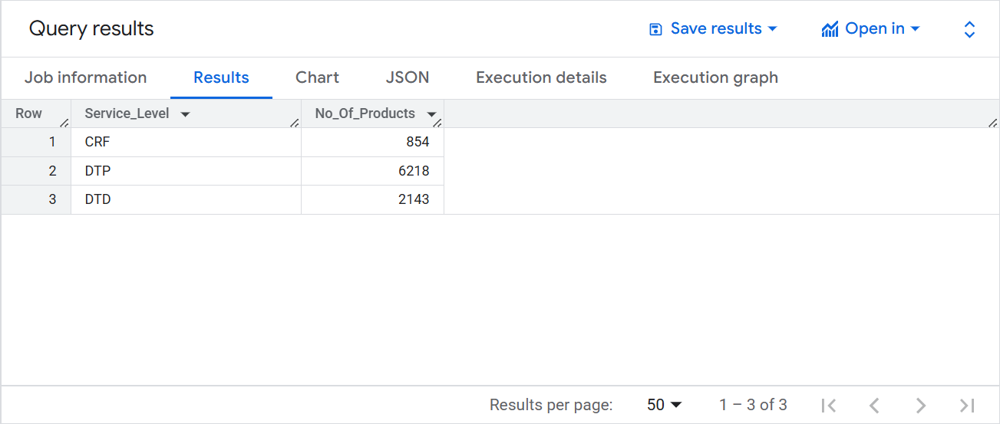 Query results Save results Open in
Job information Results Chart JSON Execution details Execution graph
Row Service_Level No_Of_Products
1 CRF 854
2 DTP 6218
3 DTD 2143
Results per page: 50 1 – 3 of 3